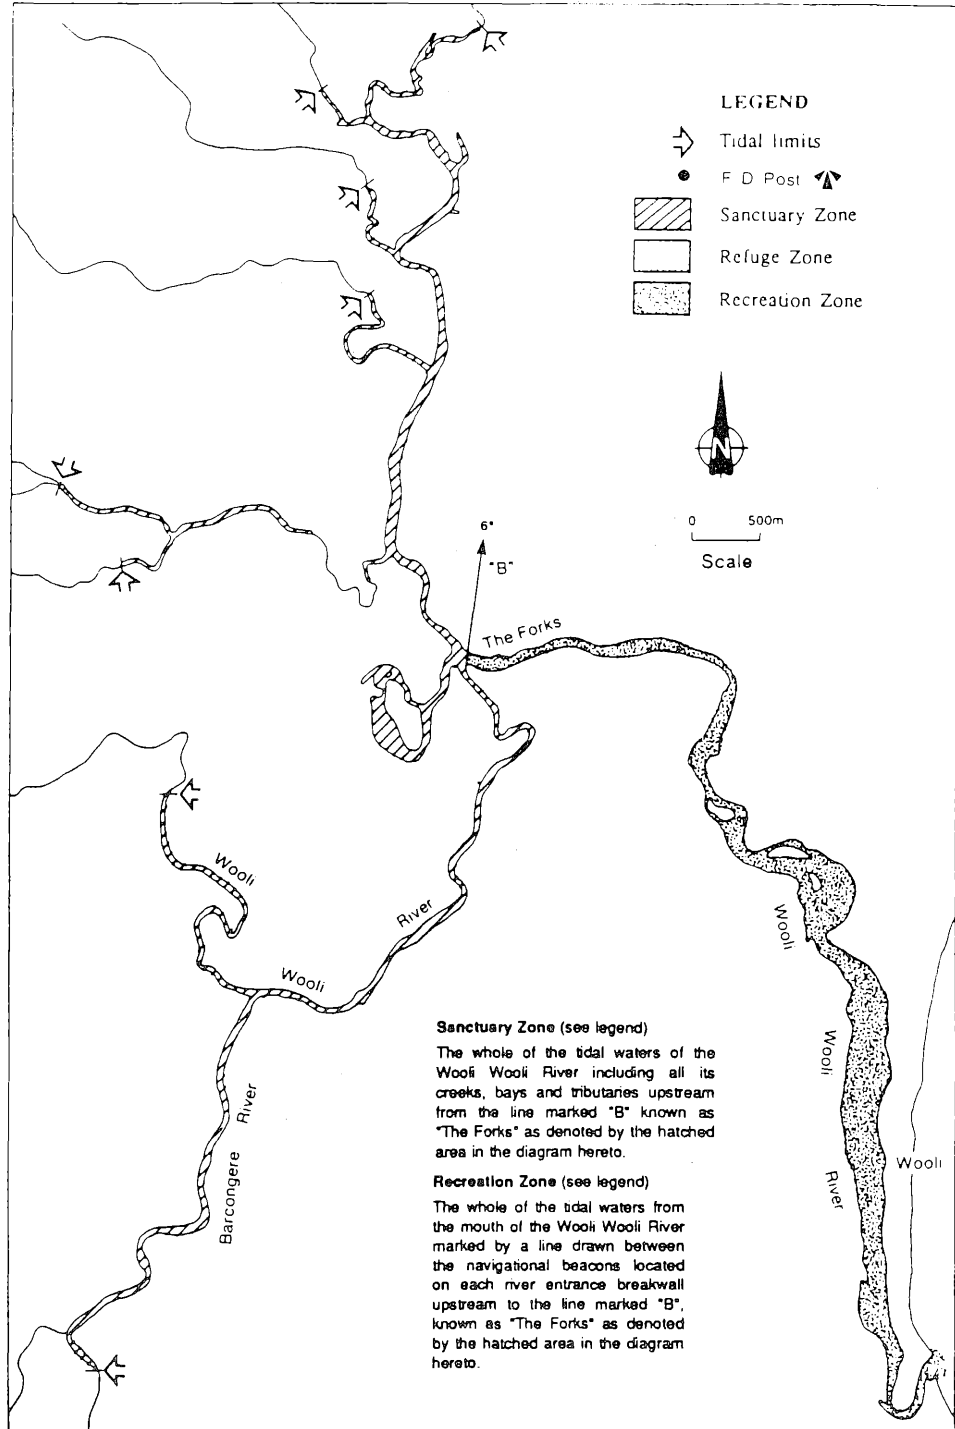 LEGEND
Tidal limits
F D Post
Sanctuary Zone
Refuge Zone
Recreation Zone
N
0 500m
Scale
6°
"B"
The Forks
Wooli
River
Wooli
Wooli
Wooli
River
Wooli
Barcongere River
Sanctuary Zone (see legend)
The whole of the tidal waters of the
Wooli Wooli River including all its
creeks, bays and tributaries upstream
from the line marked "B" known as
"The Forks" as denoted by the hatched
area in the diagram hereto.
Recreation Zone (see legend)
The whole of the tidal waters from
the mouth of the Wooli Wooli River
marked by a line drawn between
the navigational beacons located
on each river entrance breakwall
upstream to the line marked "B",
known as "The Forks" as denoted
by the hatched area in the diagram
hereto.